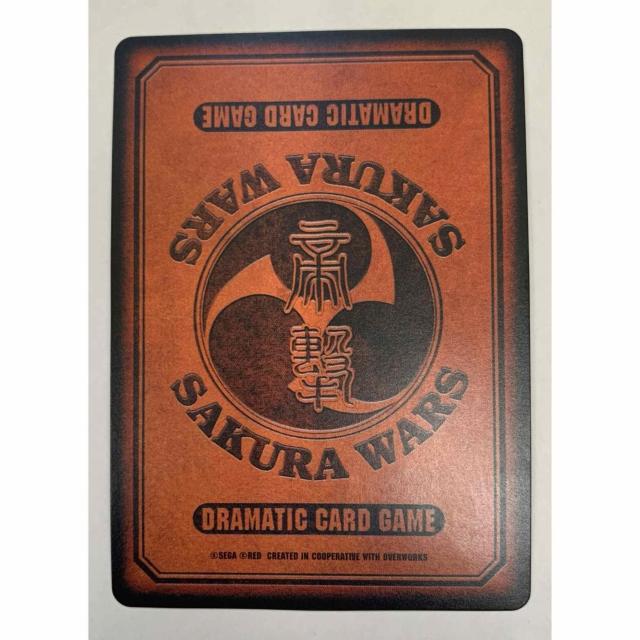 DRAMATIC CARD GAME
SAKURA WARS
帝
撃
SAKURA WARS
DRAMATIC CARD GAME
©SEGA ©RED CREATED IN COOPERATIVE WITH OVERWORKS